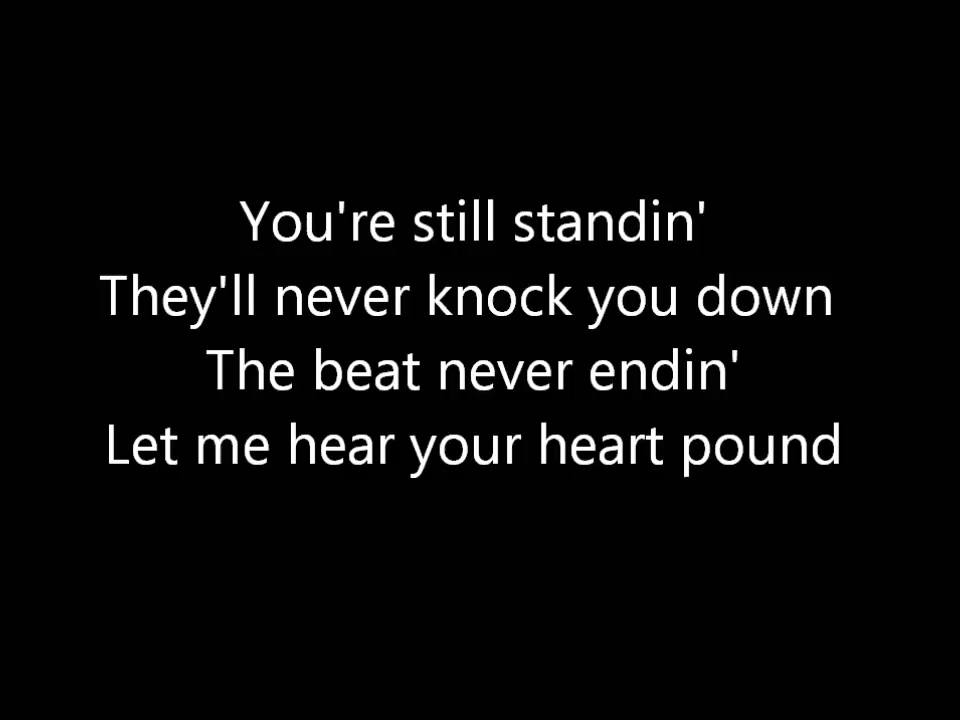 You're still standin'
They'll never knock you down
The beat never endin'
Let me hear your heart pound